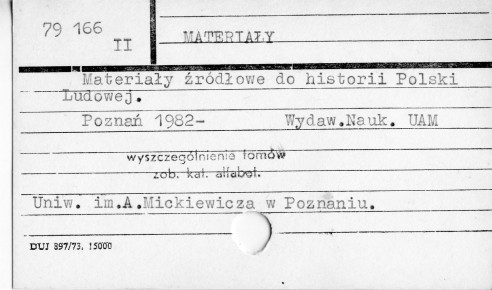 79 166
II
MATERIAŁY
Materiały źródłowe do historii Polski
Ludowej.
Poznań 1982- Wydaw.Nauk. UAM
wyszczególnienie tomów
zob. kat. alfabet.
Uniw. im.A.Mickiewicza w Poznaniu.
DUJ 897/73. 15000